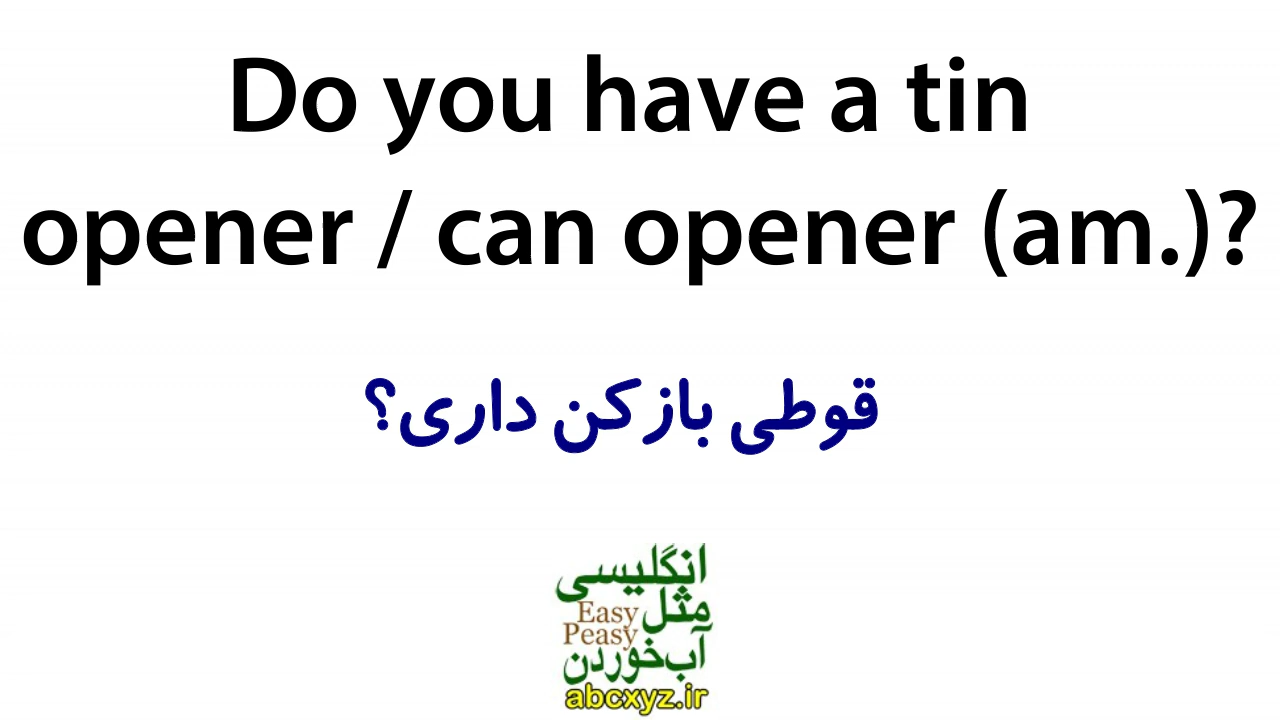 Do you have a tin
opener / can opener (am.)?
قوطی بازکن داری؟
انگلیسی
مثل
Easy
Peasy
آب‌خوردن
abcxyz.ir